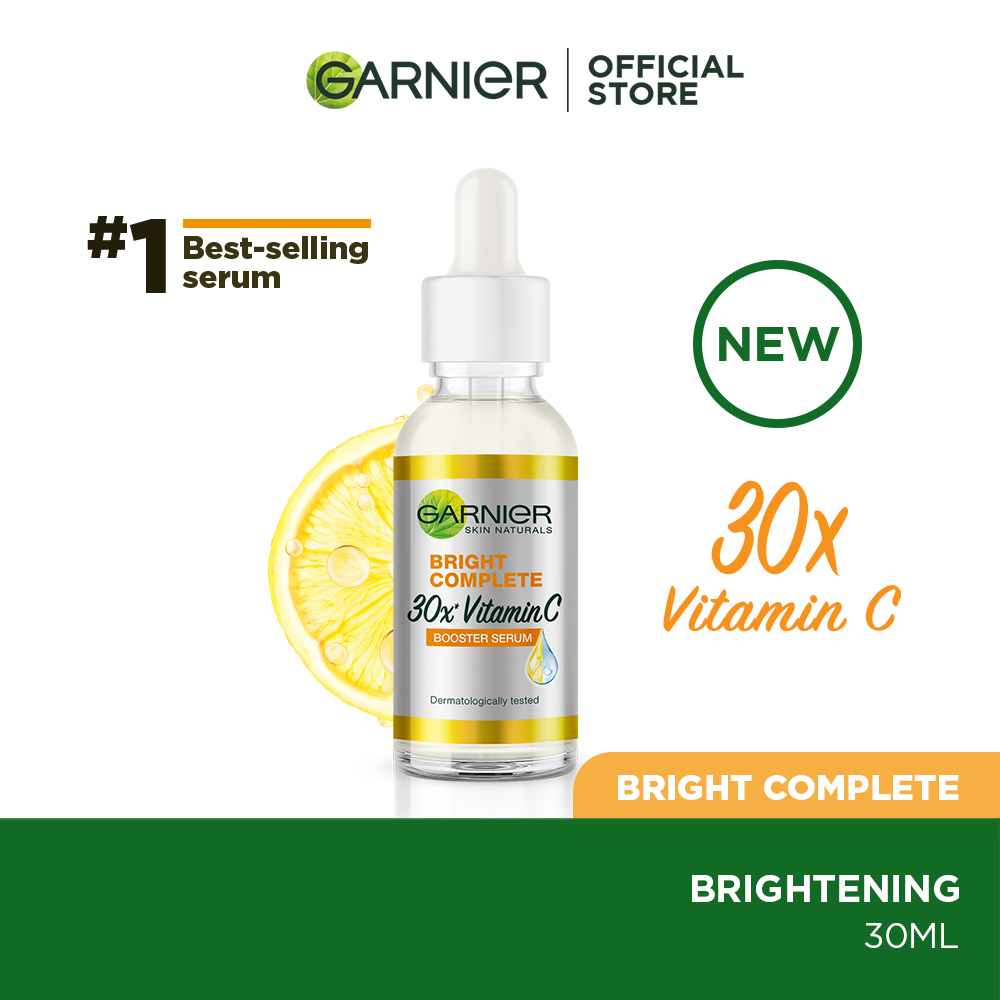 GARNIER
OFFICIAL
STORE
#1
Best-selling
serum
NEW
GARNIER
SKIN NATURALS
BRIGHT
COMPLETE
30x* Vitamin C
BOOSTER SERUM
Dermatologically tested
30x
Vitamin C
BRIGHT COMPLETE
BRIGHTENING
30ML